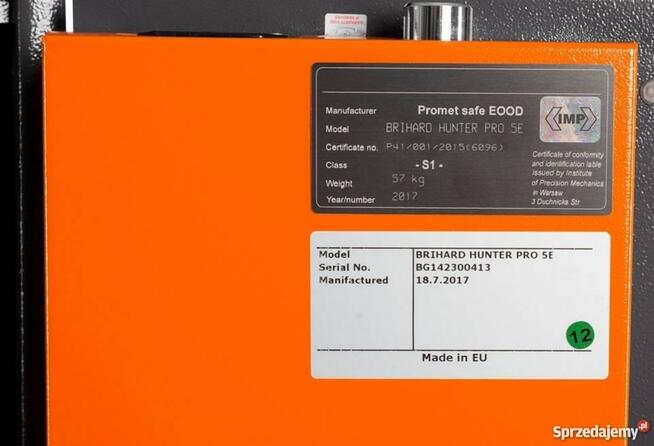 Manufacturer Promet safe EOOD
Model BRIHARD HUNTER PRO 5E
Certificate no. P41/001/2015(6096)
Class - S1 -
Weight 57 kg
Year/number 2017
IMP
Certificate of conformity
and identification lable
issued by Institute
of Precision Mechanics
in Warsaw
3 Duchnicka Str
Model BRIHARD HUNTER PRO 5E
Serial No. BG142300413
Manifactured 18.7.2017
12
Made in EU
Sprzedajemy.pl